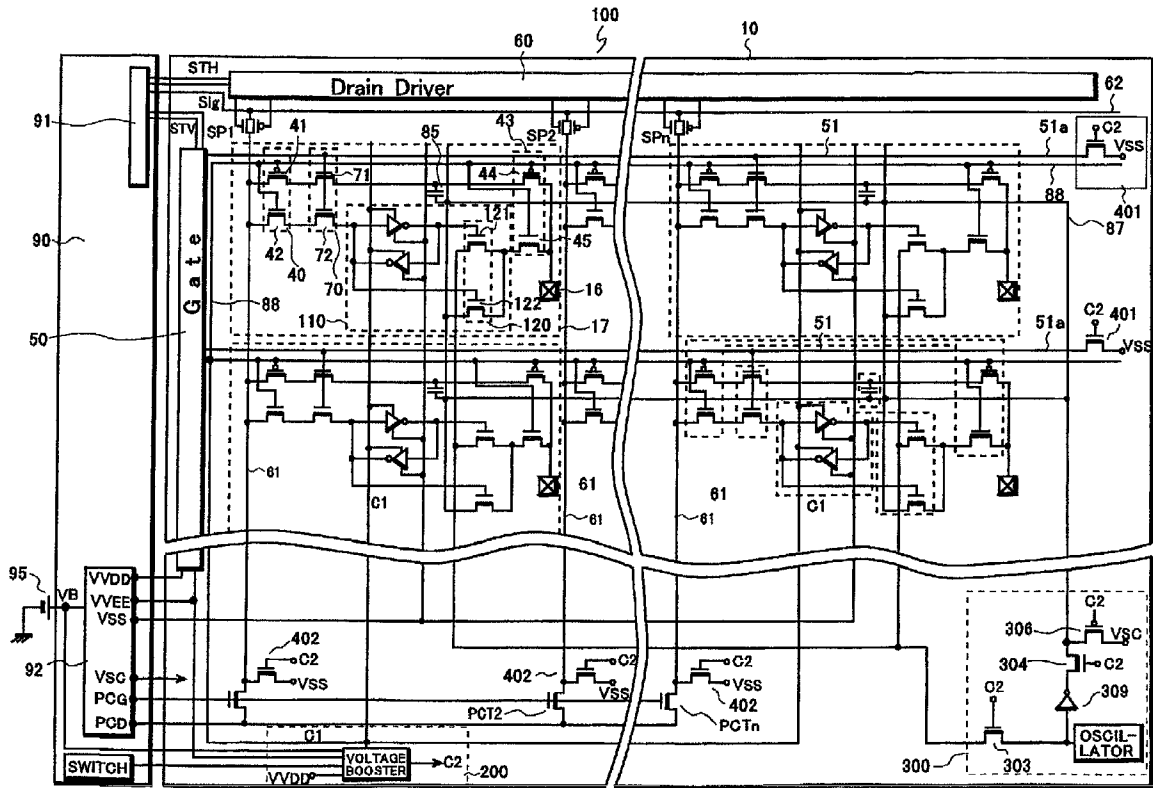 100
10
60
STH
Drain Driver
62
Sig
91
STV
SP1
41
85
43
SP2
SPn
51
51a
C2
VSS
44
71
88
401
121
90
42
40
72
45
87
70
16
Gate
88
122
C2
401
110
120
17
50
51
51a
VSS
61
C1
61
61
61
61
C1
95
VB
VVDD
VVEE
VSS
402
C2
306
VSC
92
C2
402
C2
C2
304
C2
VSC
VSS
VSS
VSS
PCG
402
C2
309
PCD
PCT2
PCTn
C1
OSCIL-
LATOR
SWITCH
VOLTAGE
BOOSTER
C2
200
300
303
VVDD